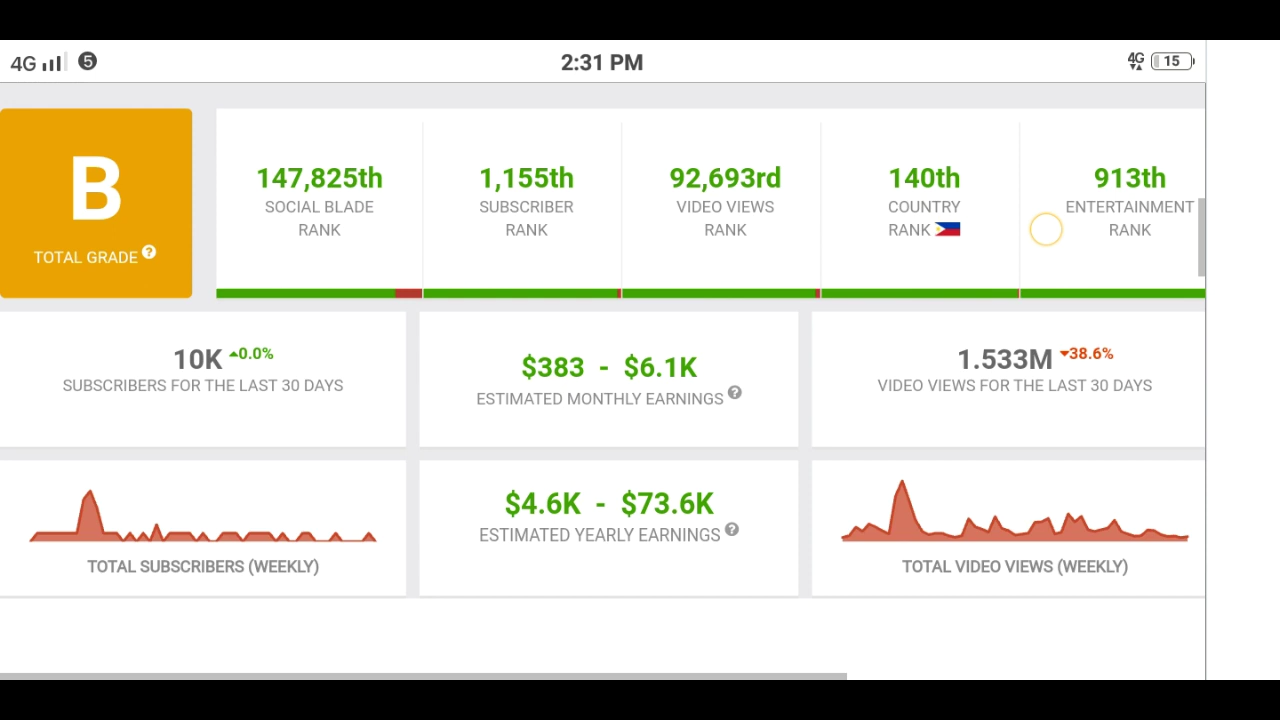 4G 5 2:31 PM 4G 15
B
TOTAL GRADE ?
147,825th
SOCIAL BLADE
RANK
1,155th
SUBSCRIBER
RANK
92,693rd
VIDEO VIEWS
RANK
140th
COUNTRY
RANK
913th
ENTERTAINMENT
RANK
10K 0.0%
SUBSCRIBERS FOR THE LAST 30 DAYS
$383 - $6.1K
ESTIMATED MONTHLY EARNINGS ?
1.533M 38.6%
VIDEO VIEWS FOR THE LAST 30 DAYS
TOTAL SUBSCRIBERS (WEEKLY)
$4.6K - $73.6K
ESTIMATED YEARLY EARNINGS ?
TOTAL VIDEO VIEWS (WEEKLY)